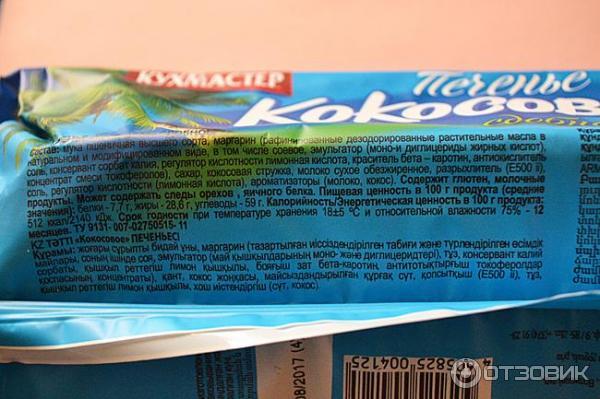 КУХМАСТЕР
Печенье
Кокосов
состав: мука пшеничная высшего сорта, маргарин (рафинированные дезодорированные растительные масла в
натуральном и модифицированном виде, в том числе соевое, эмульгатор (моно-и диглицериды жирных кислот),
соль, консервант сорбат калия, регулятор кислотности лимонная кислота, краситель бета – каротин, антиокислитель
концентрат смеси токоферолов), сахар, кокосовая стружка, молоко сухое обезжиренное, разрыхлитель (Е500 ii),
соль, регулятор кислотности (лимонная кислота), ароматизаторы (молоко, кокос). Содержит глютен, молочные
продукты. Может содержать следы орехов , яичного белка. Пищевая ценность в 100 г продукта (средние
значения): белки - 7,7 г, жиры - 28,6 г, углеводы - 59 г. Калорийность/Энергетическая ценность в 100 г продукта:
512 ккал/2140 кДж. Срок годности при температуре хранения 18±5 °С и относительной влажности 75% - 12
месяцев. ТУ 9131-007-02750515-11
KZ ТӘТТІ «Кокосовое» ПЕЧЕНЬЕСІ
Құрамы: жоғары сұрыпты бидай ұны, маргарин (тазартылған иіссіздендірілген табиғи және түрлендірілген өсімдік
майлары, соның ішінде соя, эмульгатор (май қышқылдарының моно-және диглицеридтері), тұз, консервант калий
сорбаты, қышқыл реттегіш лимон қышқылы, бояғыш зат бета-каротин, антитотықтырғыш токоферолдар
қоспасының концентраты), қант, кокос жоңқасы, майсыздандырылған құрғақ сүт, қопсытқыш (Е500 ii), тұз,
қышқыл реттегіш лимон қышқылы, хош иістендіргіш (сүт, кокос).
08/2017 (4)
4 165825 004125
ОТЗОВИК